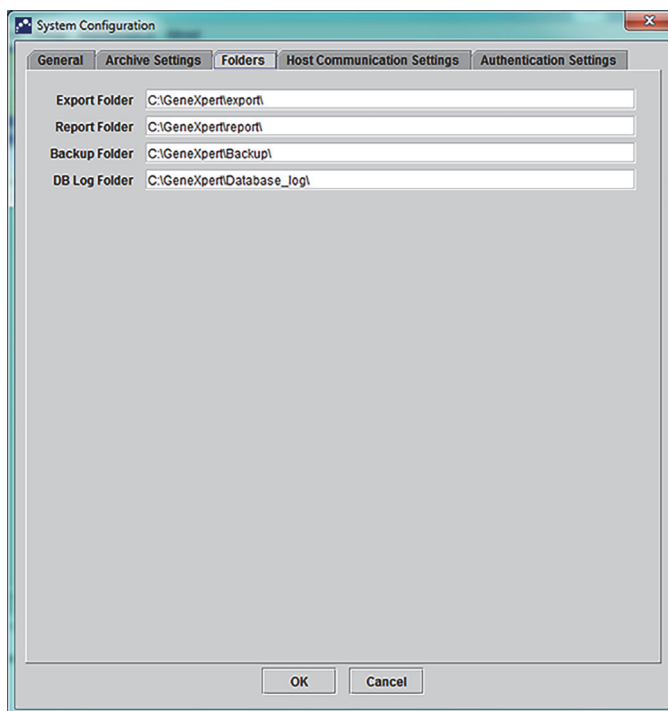 System Configuration
General Archive Settings Folders Host Communication Settings Authentication Settings
Export Folder C:\GeneXpert\export\
Report Folder C:\GeneXpert\report\
Backup Folder C:\GeneXpert\Backup\
DB Log Folder C:\GeneXpert\Database_log\
OK Cancel